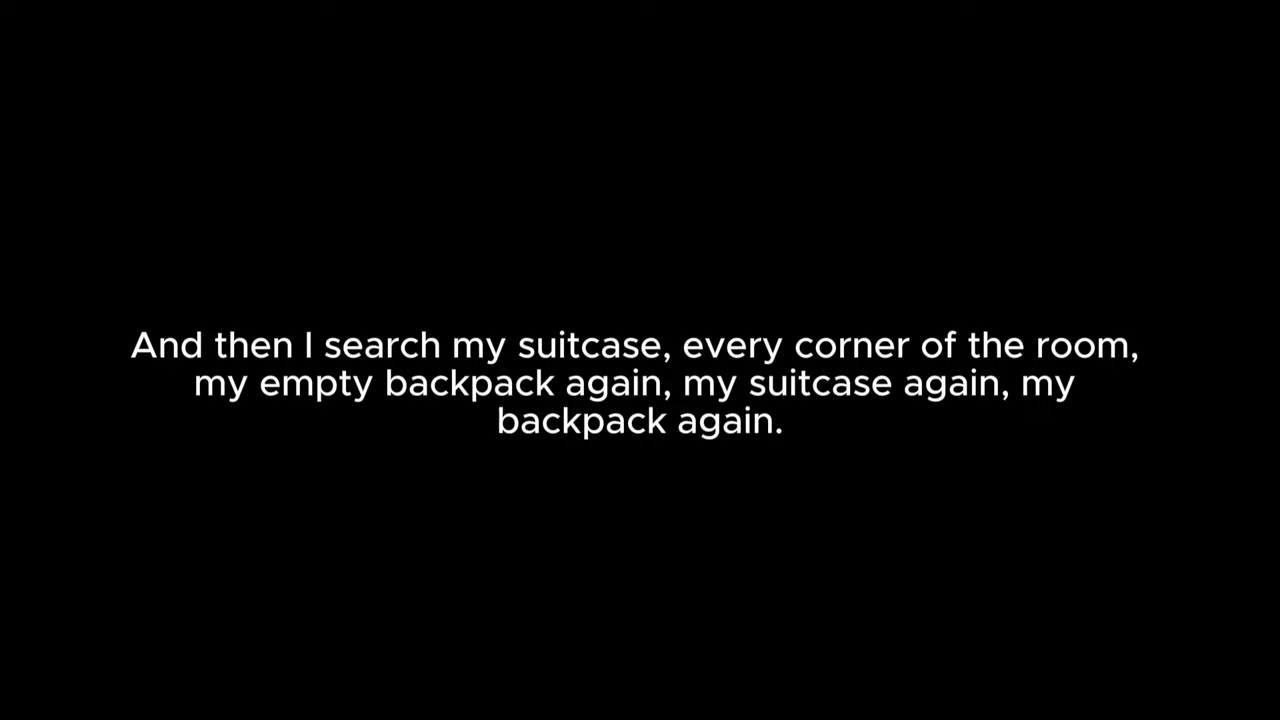 And then I search my suitcase, every corner of the room,
my empty backpack again, my suitcase again, my
backpack again.